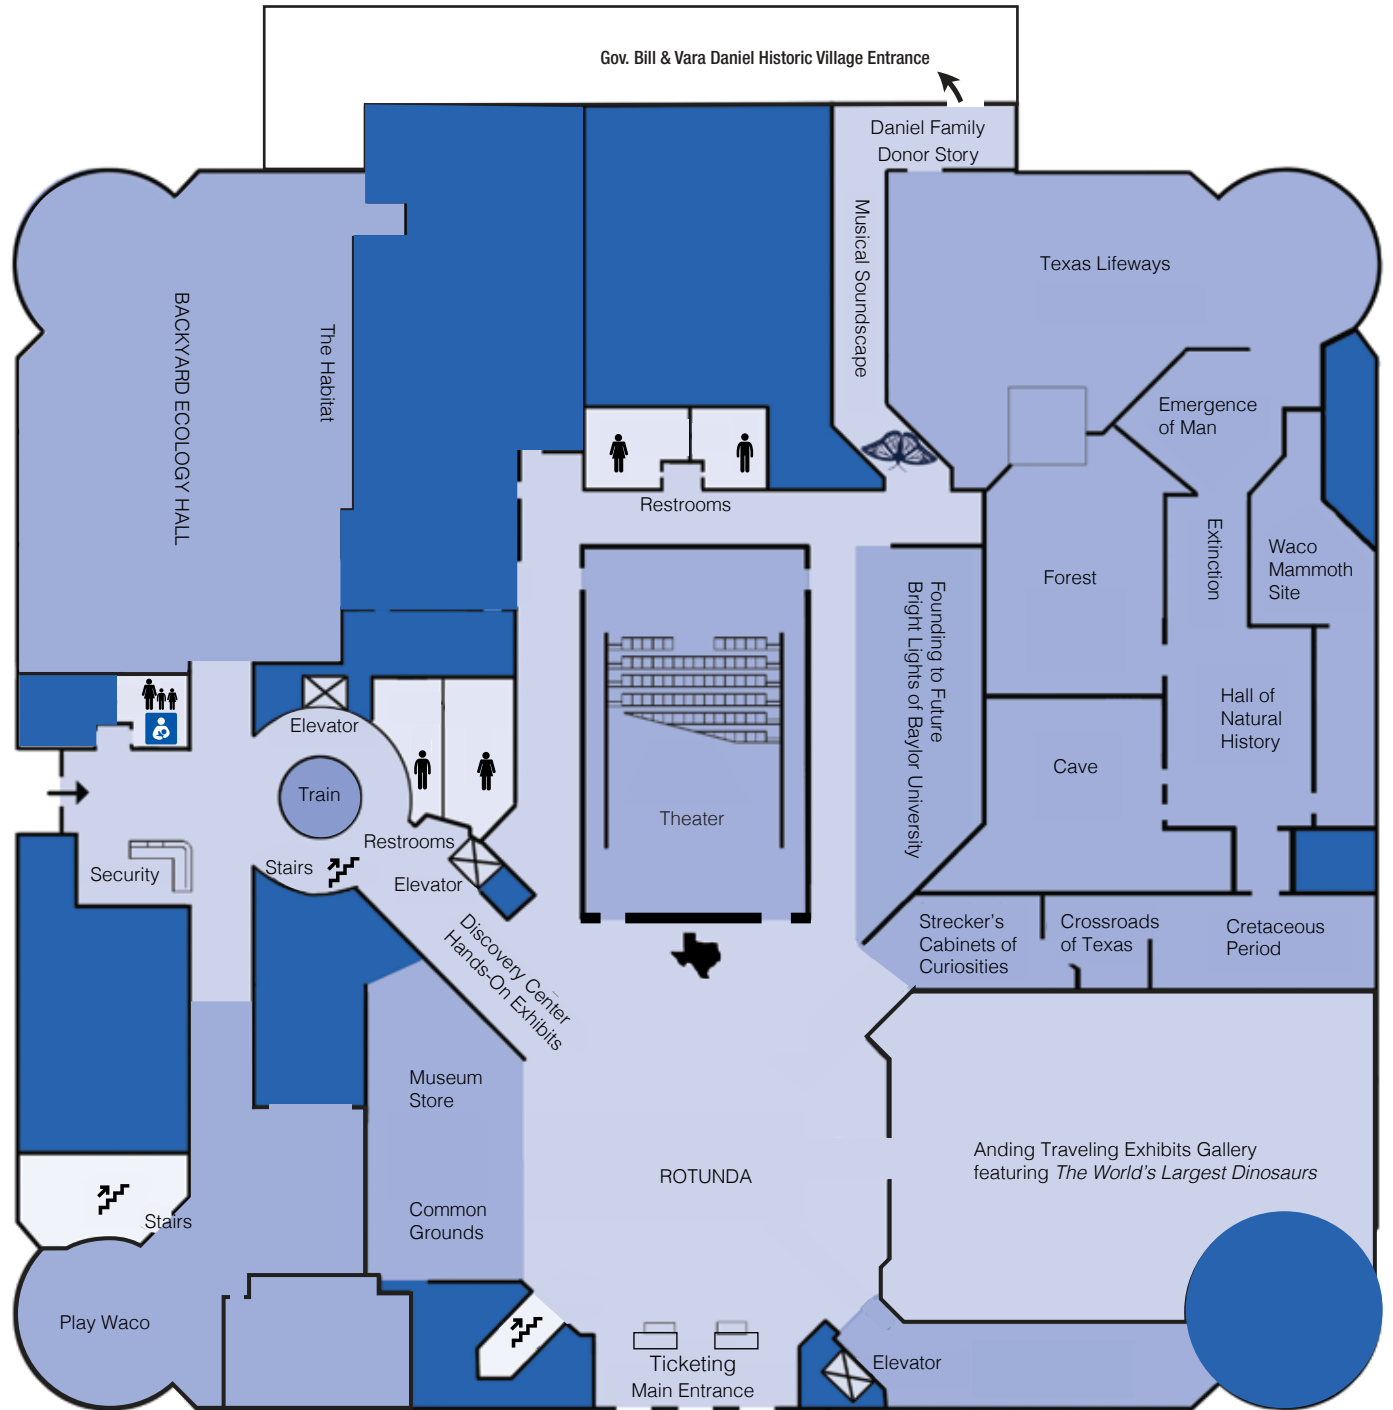 Gov. Bill & Vara Daniel Historic Village Entrance
Daniel Family
Donor Story
Musical Soundscape
Texas Lifeways
BACKYARD ECOLOGY HALL
The Habitat
Emergence
of Man
Restrooms
Extinction
Waco
Mammoth
Site
Forest
Founding to Future
Bright Lights of Baylor University
Hall of
Natural
History
Elevator
Train
Cave
Theater
Restrooms
Stairs
Security
Elevator
Discovery Center
Hands-On Exhibits
Strecker's
Cabinets of
Curiosities
Crossroads
of Texas
Cretaceous
Period
Museum
Store
Anding Traveling Exhibits Gallery
featuring The World's Largest Dinosaurs
ROTUNDA
Common
Grounds
Stairs
Play Waco
Ticketing
Main Entrance
Elevator